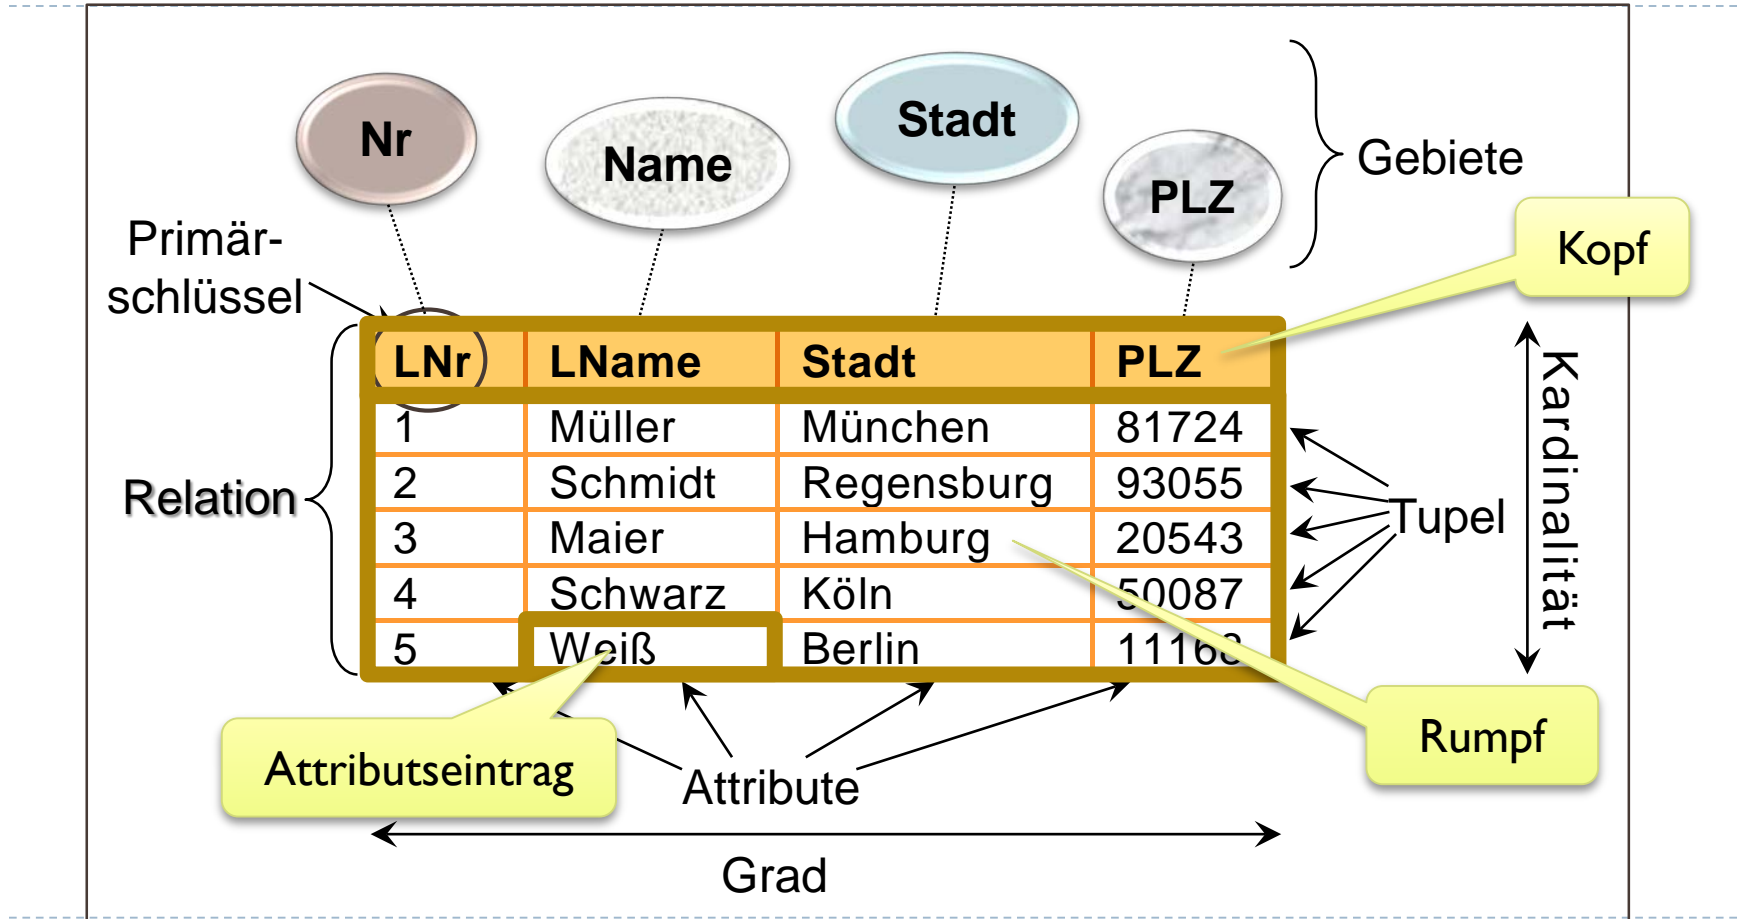 Nr
Name
Stadt
PLZ
Gebiete
Primär-
schlüssel
Kopf
LNr LName Stadt PLZ
1 Müller München 81724
2 Schmidt Regensburg 93055
3 Maier Hamburg 20543
4 Schwarz Köln 50087
5 Weiß Berlin 11168
Relation
Tupel
Kardinalität
Attributseintrag
Attribute
Rumpf
Grad